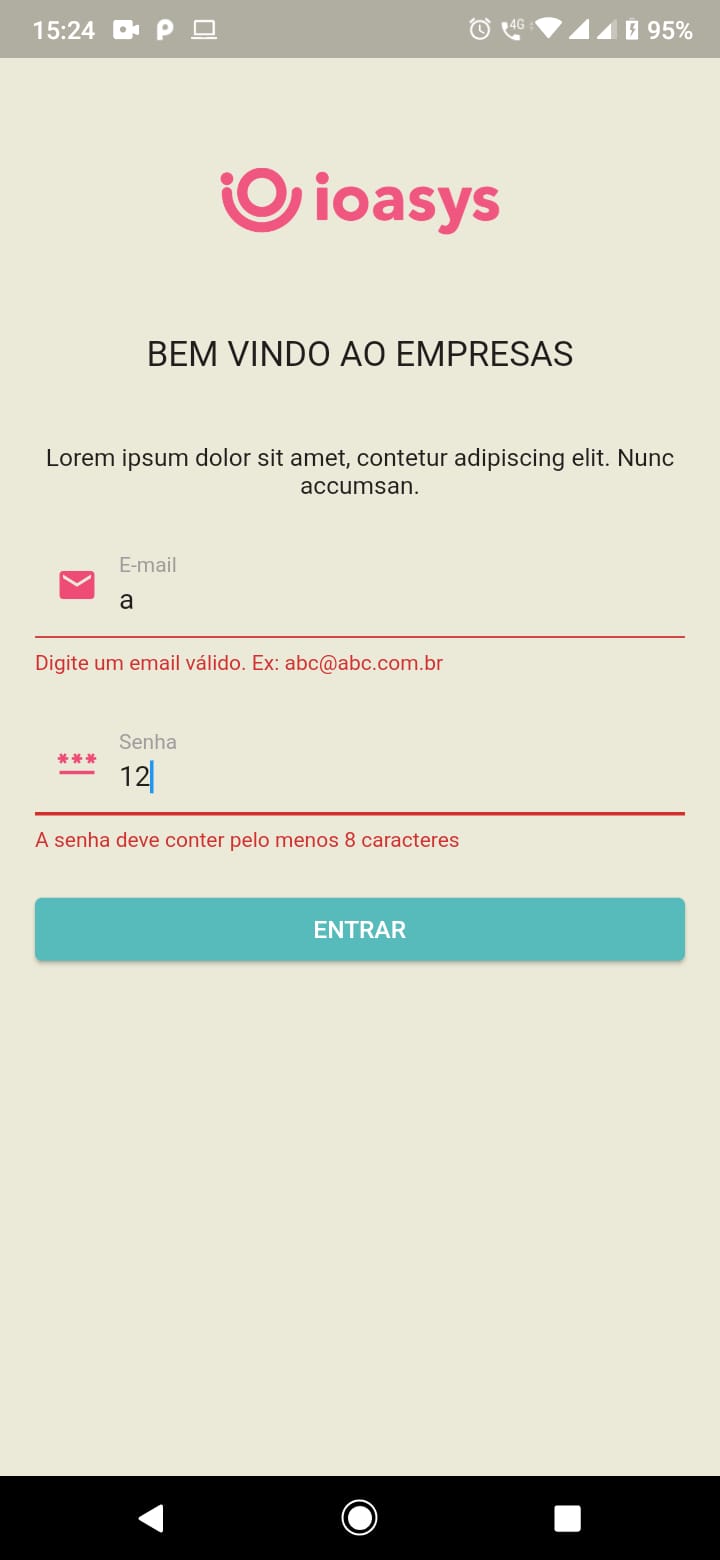 15:24
4G
95%
ioasys
BEM VINDO AO EMPRESAS
Lorem ipsum dolor sit amet, contetur adipiscing elit. Nunc
accumsan.
E-mail
a
Digite um email válido. Ex: abc@abc.com.br
Senha
12
A senha deve conter pelo menos 8 caracteres
ENTRAR